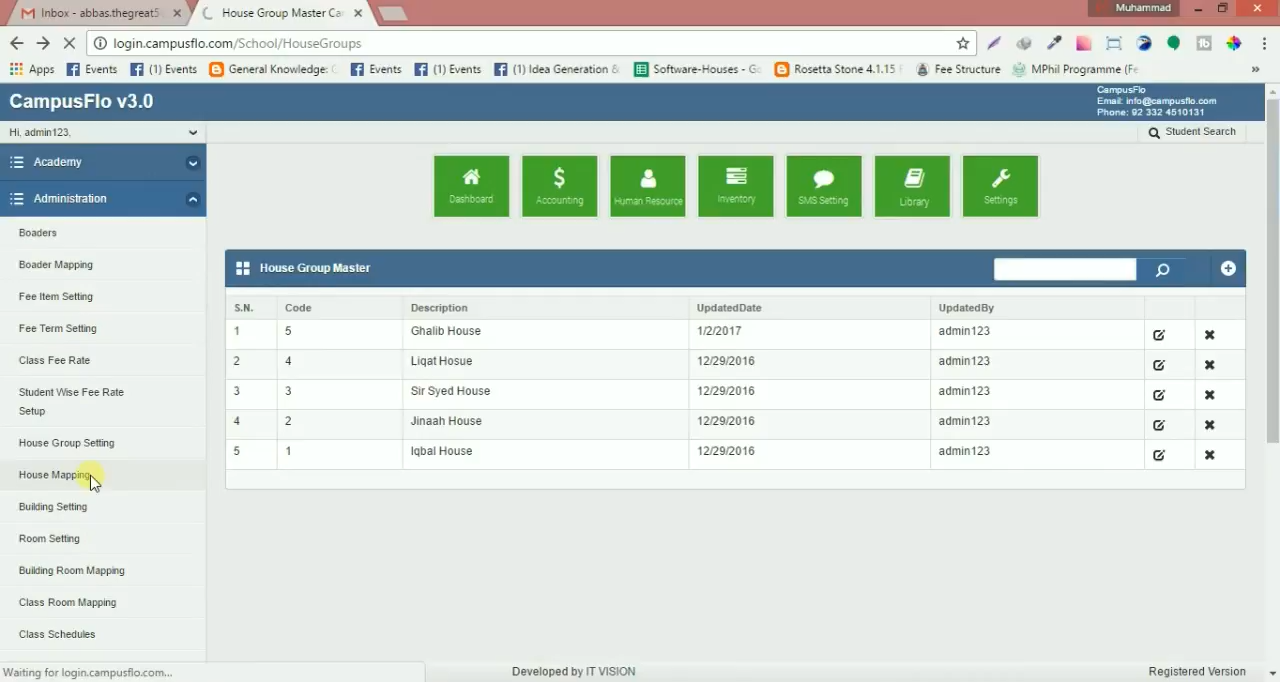 Inbox - abbas.thegreat5
House Group Master Ca
Muhammad
login.campusflo.com/School/HouseGroups
Apps
Events
(1) Events
General Knowledge:
Events
(1) Events
(1) Idea Generation &
Software-Houses - Go
Rosetta Stone 4.1.15
Fee Structure
MPhil Programme (Fe
»
CampusFlo v3.0
CampusFlo
Email: info@campusflo.com
Phone: 92 332 4510131
Hi, admin123,
Student Search
Academy
Administration
Boaders
Boader Mapping
Fee Item Setting
Fee Term Setting
Class Fee Rate
Student Wise Fee Rate
Setup
House Group Setting
House Mapping
Building Setting
Room Setting
Building Room Mapping
Class Room Mapping
Class Schedules
Dashboard
Accounting
Human Resource
Inventory
SMS Setting
Library
Settings
House Group Master
S.N. Code Description UpdatedDate UpdatedBy
1 5 Ghalib House 1/2/2017 admin123
2 4 Liqat Hosue 12/29/2016 admin123
3 3 Sir Syed House 12/29/2016 admin123
4 2 Jinaah House 12/29/2016 admin123
5 1 Iqbal House 12/29/2016 admin123
Waiting for login.campusflo.com...
Developed by IT VISION
Registered Version